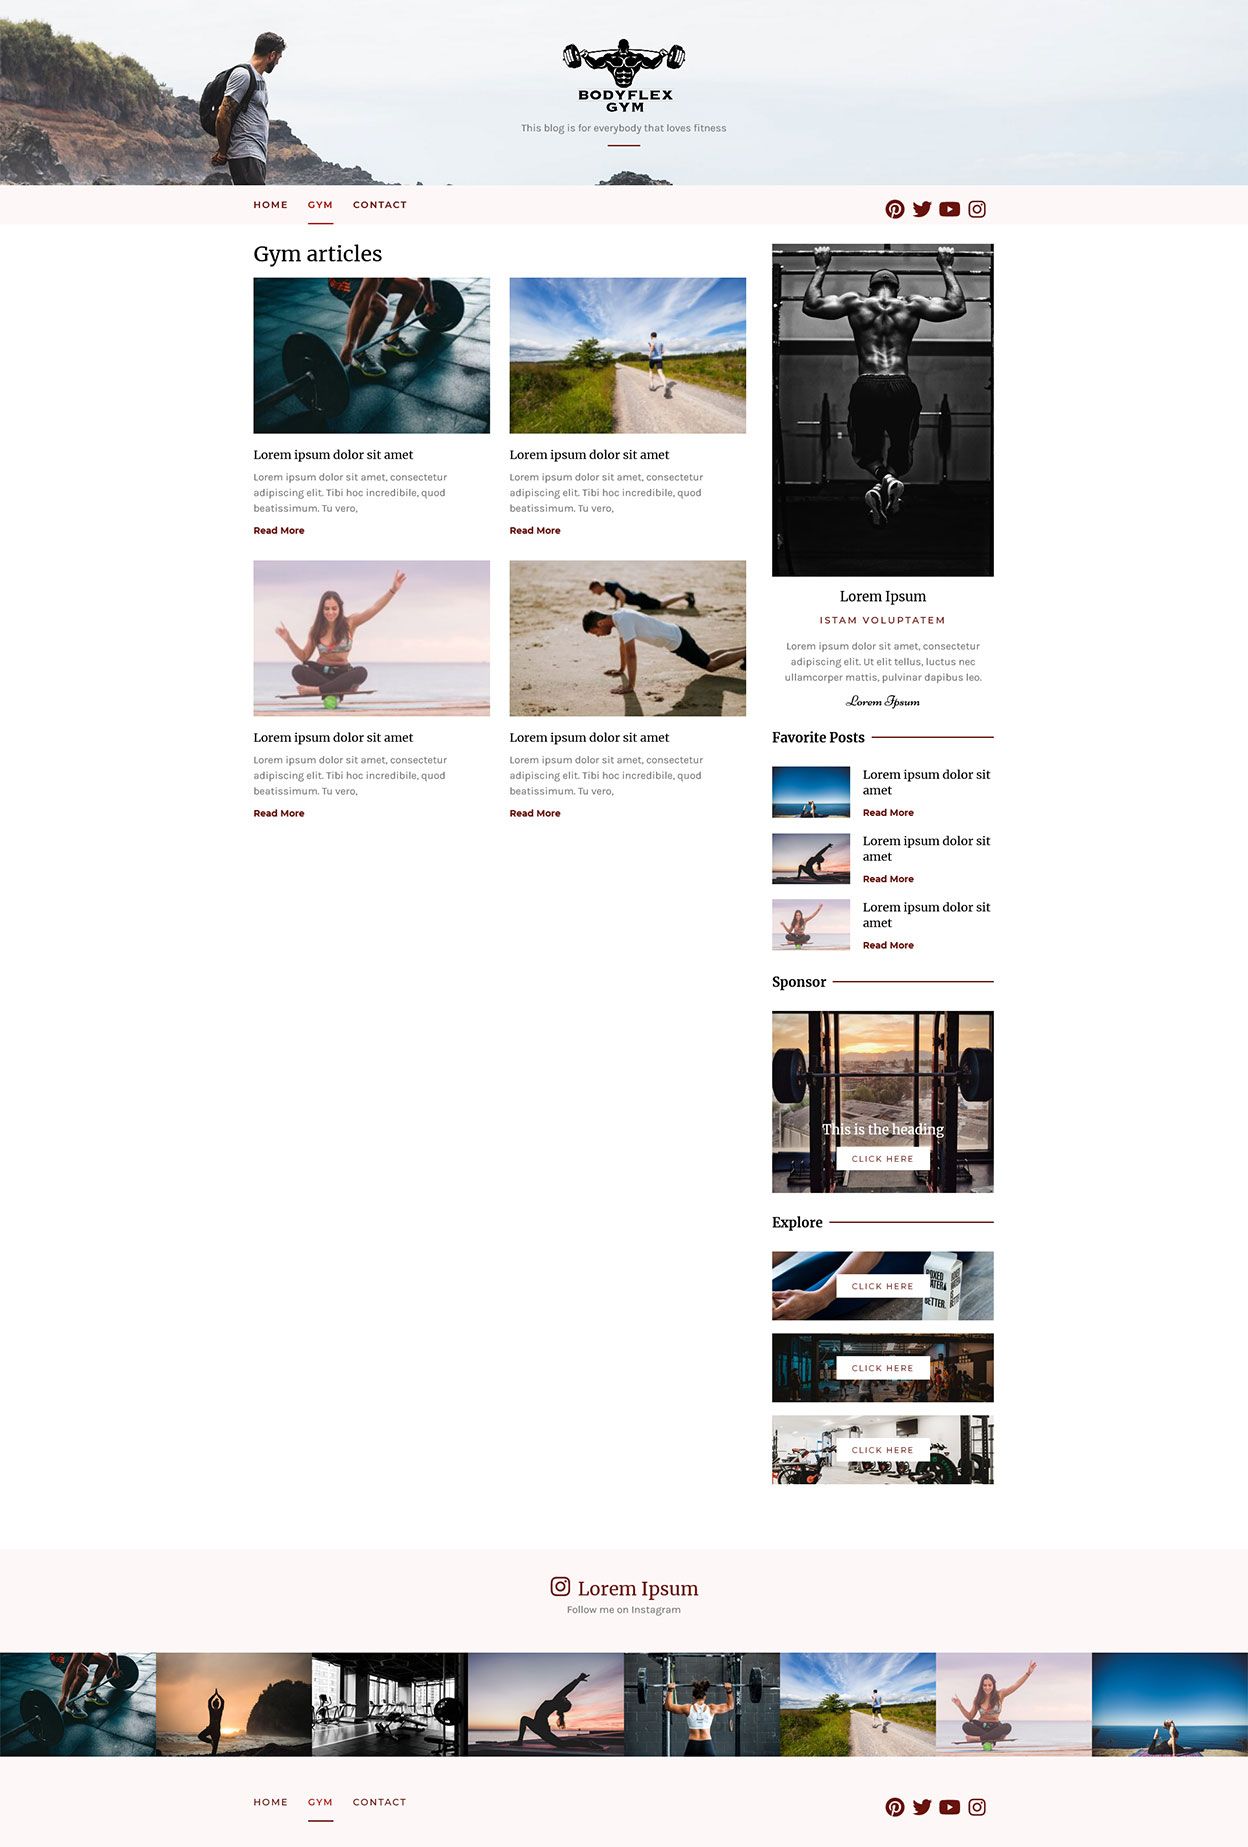 BODYFLEX
GYM
This blog is for everybody that loves fitness
HOME GYM CONTACT
Gym articles
Lorem ipsum dolor sit amet
Lorem ipsum dolor sit amet, consectetur
adipiscing elit. Tibi hoc incredibile, quod
beatissimum. Tu vero,
Read More
Lorem ipsum dolor sit amet
Lorem ipsum dolor sit amet, consectetur
adipiscing elit. Tibi hoc incredibile, quod
beatissimum. Tu vero,
Read More
Lorem ipsum dolor sit amet
Lorem ipsum dolor sit amet, consectetur
adipiscing elit. Tibi hoc incredibile, quod
beatissimum. Tu vero,
Read More
Lorem ipsum dolor sit amet
Lorem ipsum dolor sit amet, consectetur
adipiscing elit. Tibi hoc incredibile, quod
beatissimum. Tu vero,
Read More
Lorem Ipsum
ISTAM VOLUPTATEM
Lorem ipsum dolor sit amet, consectetur
adipiscing elit. Ut elit tellus, luctus nec
ullamcorper mattis, pulvinar dapibus leo.
Lorem Ipsum
Favorite Posts
Lorem ipsum dolor sit
amet
Read More
Lorem ipsum dolor sit
amet
Read More
Lorem ipsum dolor sit
amet
Read More
Sponsor
This is the heading
CLICK HERE
Explore
CLICK HERE
BETTER.
CLICK HERE
CLICK HERE
Lorem Ipsum
Follow me on Instagram
HOME GYM CONTACT